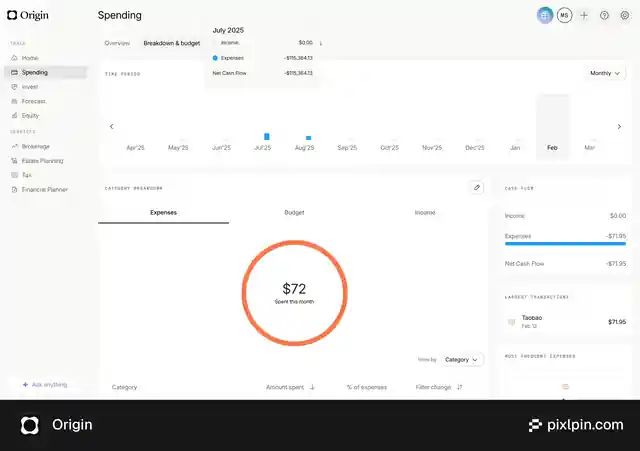 Origin
Spending
MS
July 2025
Income $0.00
Expenses -$115,364.13
Net Cash Flow -$115,364.13
Overview
Breakdown & budget
TIME PERIOD
Monthly
Apr'25 May'25 Jun'25 Jul'25 Aug'25 Sep'25 Oct'25 Nov'25 Dec'25 Jan Feb Mar
Home
Spending
Invest
Forecast
Equity
SERVICES
Brokerage
Estate Planning
Tax
Financial Planner
Ask anything
CATEGORY BREAKDOWN
Expenses Budget Income
$72
Spent this month
View by Category
Category Amount spent % of expenses Filter change
CASH FLOW
Income $0.00
Expenses -$71.95
Net Cash Flow -$71.95
LARGEST TRANSACTIONS
Taobao $71.95
Feb 12
MOST FREQUENT EXPENSES
Origin
pixlpin.com